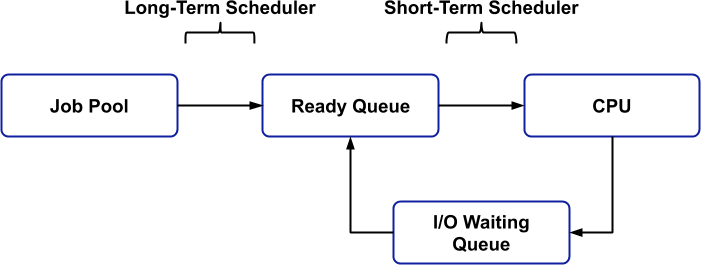 Long-Term Scheduler
Short-Term Scheduler
Job Pool
Ready Queue
CPU
I/O Waiting
Queue